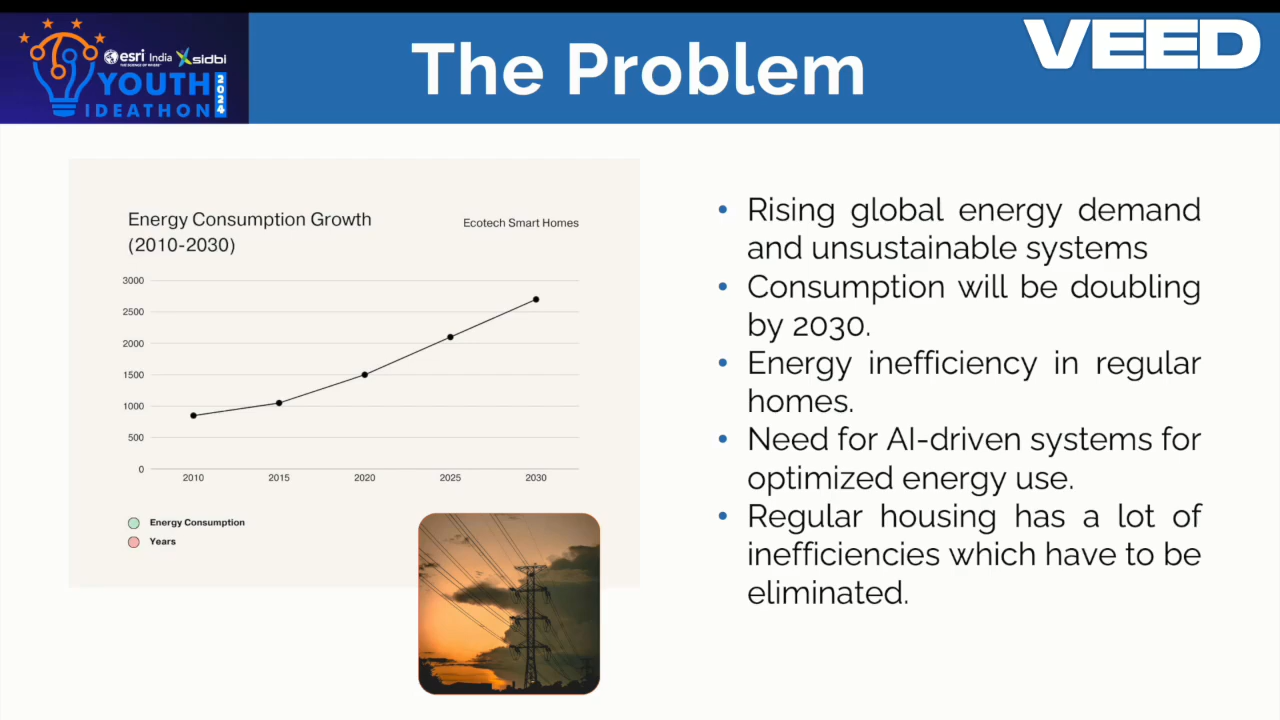 esri India sidbi
THE SCIENCE OF WHERE
YOUTH
IDEATHON
2024
The Problem
VEED
Energy Consumption Growth
(2010-2030)
Ecotech Smart Homes
3000
2500
2000
1500
1000
500
0
2010 2015 2020 2025 2030
Energy Consumption
Years
• Rising global energy demand
and unsustainable systems
• Consumption will be doubling
by 2030.
• Energy inefficiency in regular
homes.
• Need for AI-driven systems for
optimized energy use.
• Regular housing has a lot of
inefficiencies which have to be
eliminated.